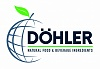 DÖHLER
NATURAL FOOD & BEVERAGE INGREDIENTS